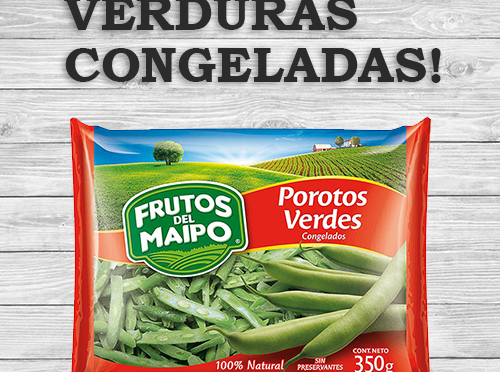 VERDURAS
CONGELADAS!
FRUTOS
DEL
MAIPO®
Porotos
Verdes
Congelados
100% Natural
SIN
PRESERVANTES
CONT. NETO
350g